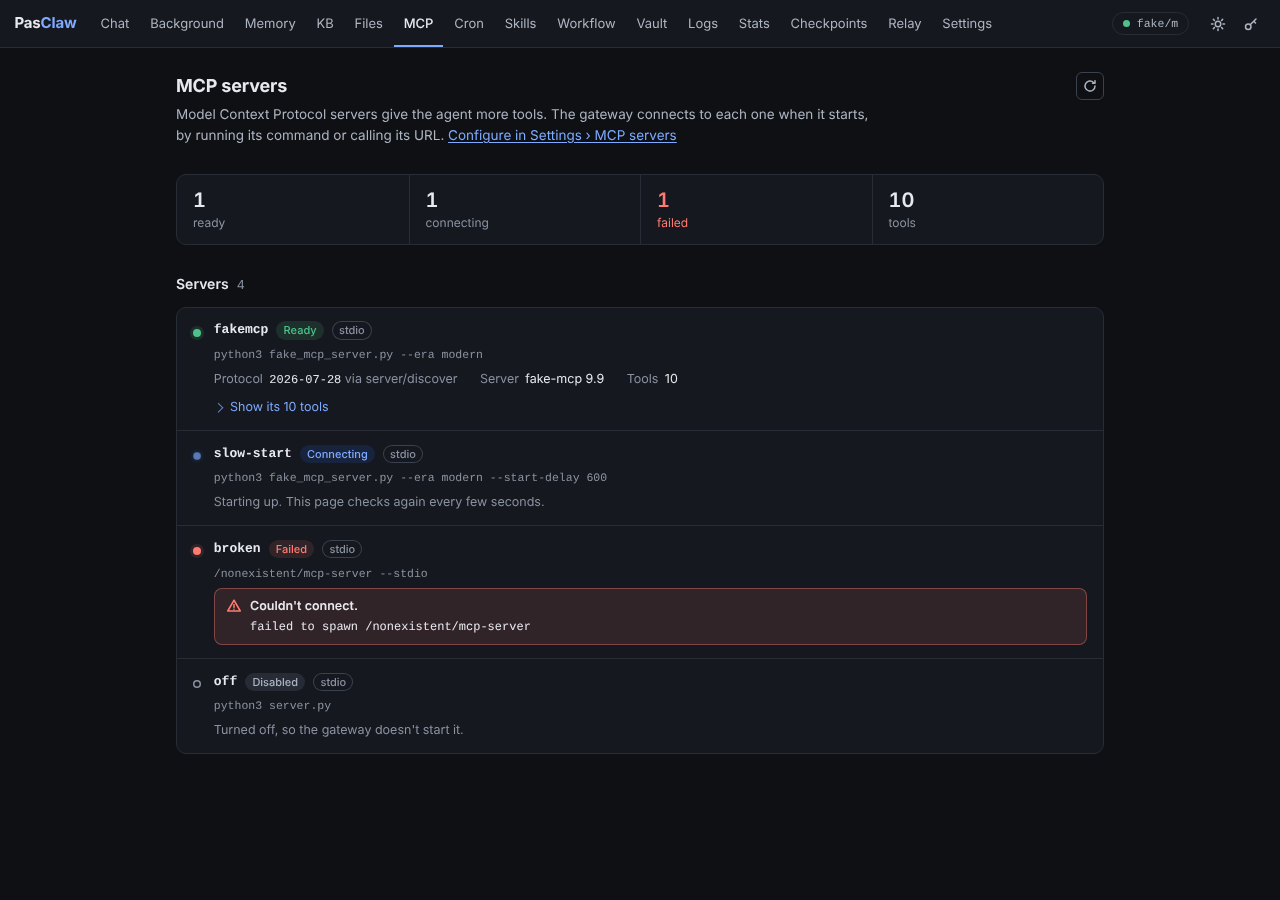 PasClaw Chat Background Memory KB Files MCP Cron Skills Workflow Vault Logs Stats Checkpoints Relay Settings fake/m
MCP servers
Model Context Protocol servers give the agent more tools. The gateway connects to each one when it starts,
by running its command or calling its URL. Configure in Settings › MCP servers
1 1 1 10
ready connecting failed tools
Servers 4
fakemcp Ready stdio
python3 fake_mcp_server.py --era modern
Protocol 2026-07-28 via server/discover Server fake-mcp 9.9 Tools 10
Show its 10 tools
slow-start Connecting stdio
python3 fake_mcp_server.py --era modern --start-delay 600
Starting up. This page checks again every few seconds.
broken Failed stdio
/nonexistent/mcp-server --stdio
Couldn't connect.
failed to spawn /nonexistent/mcp-server
off Disabled stdio
python3 server.py
Turned off, so the gateway doesn't start it.